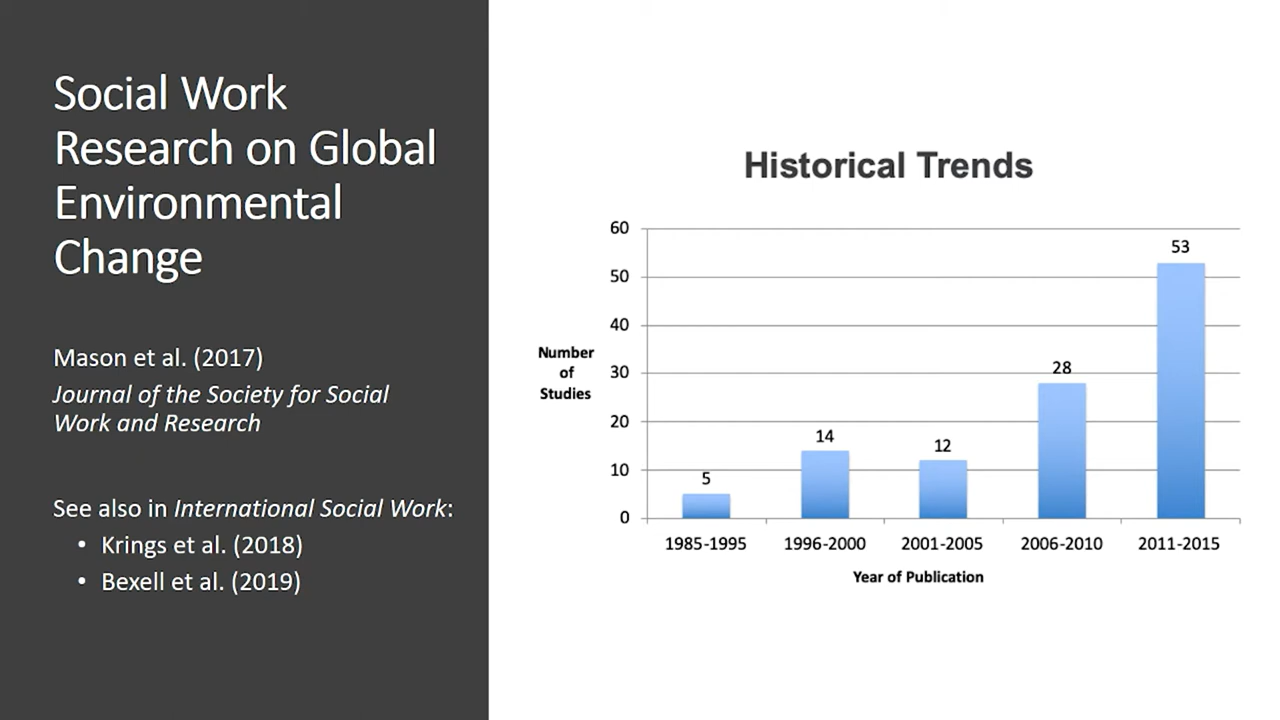 Social Work
Research on Global
Environmental
Change
Mason et al. (2017)
Journal of the Society for Social
Work and Research
See also in International Social Work:
• Krings et al. (2018)
• Bexell et al. (2019)
Historical Trends
Number
of
Studies
60
50
40
30
20
10
0
5
14
12
28
53
1985-1995
1996-2000
2001-2005
2006-2010
2011-2015
Year of Publication